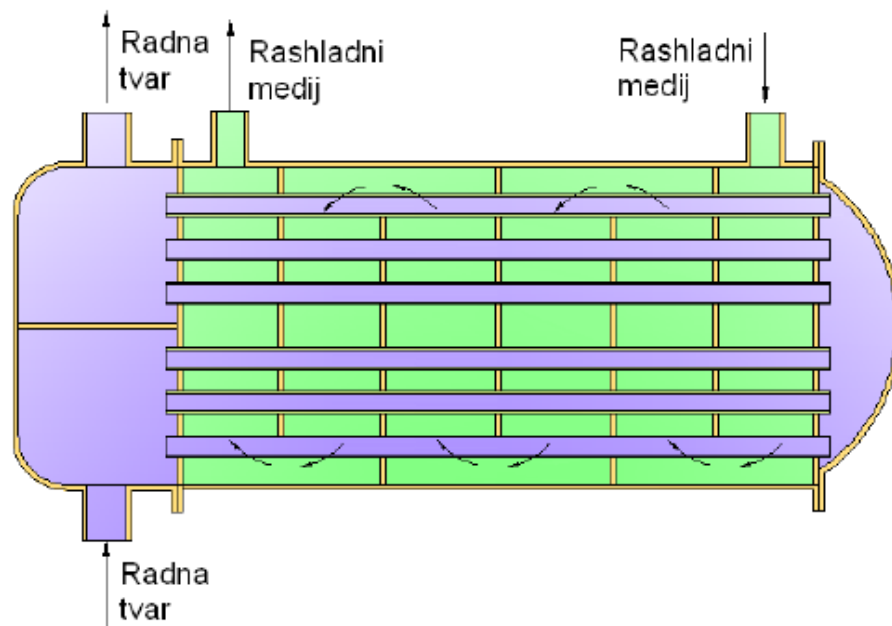 Radna
tvar
Rashladni
medij
Rashladni
medij
Radna
tvar